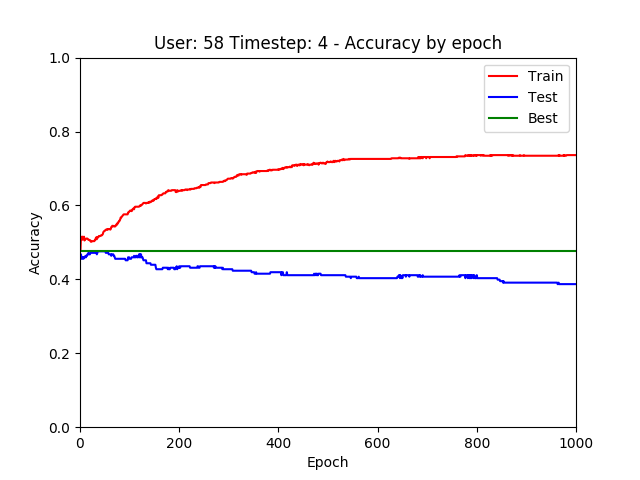 User: 58 Timestep: 4 - Accuracy by epoch
Train
Test
Best
Accuracy
1.0
0.8
0.6
0.4
0.2
0.0
0 200 400 600 800 1000
Epoch